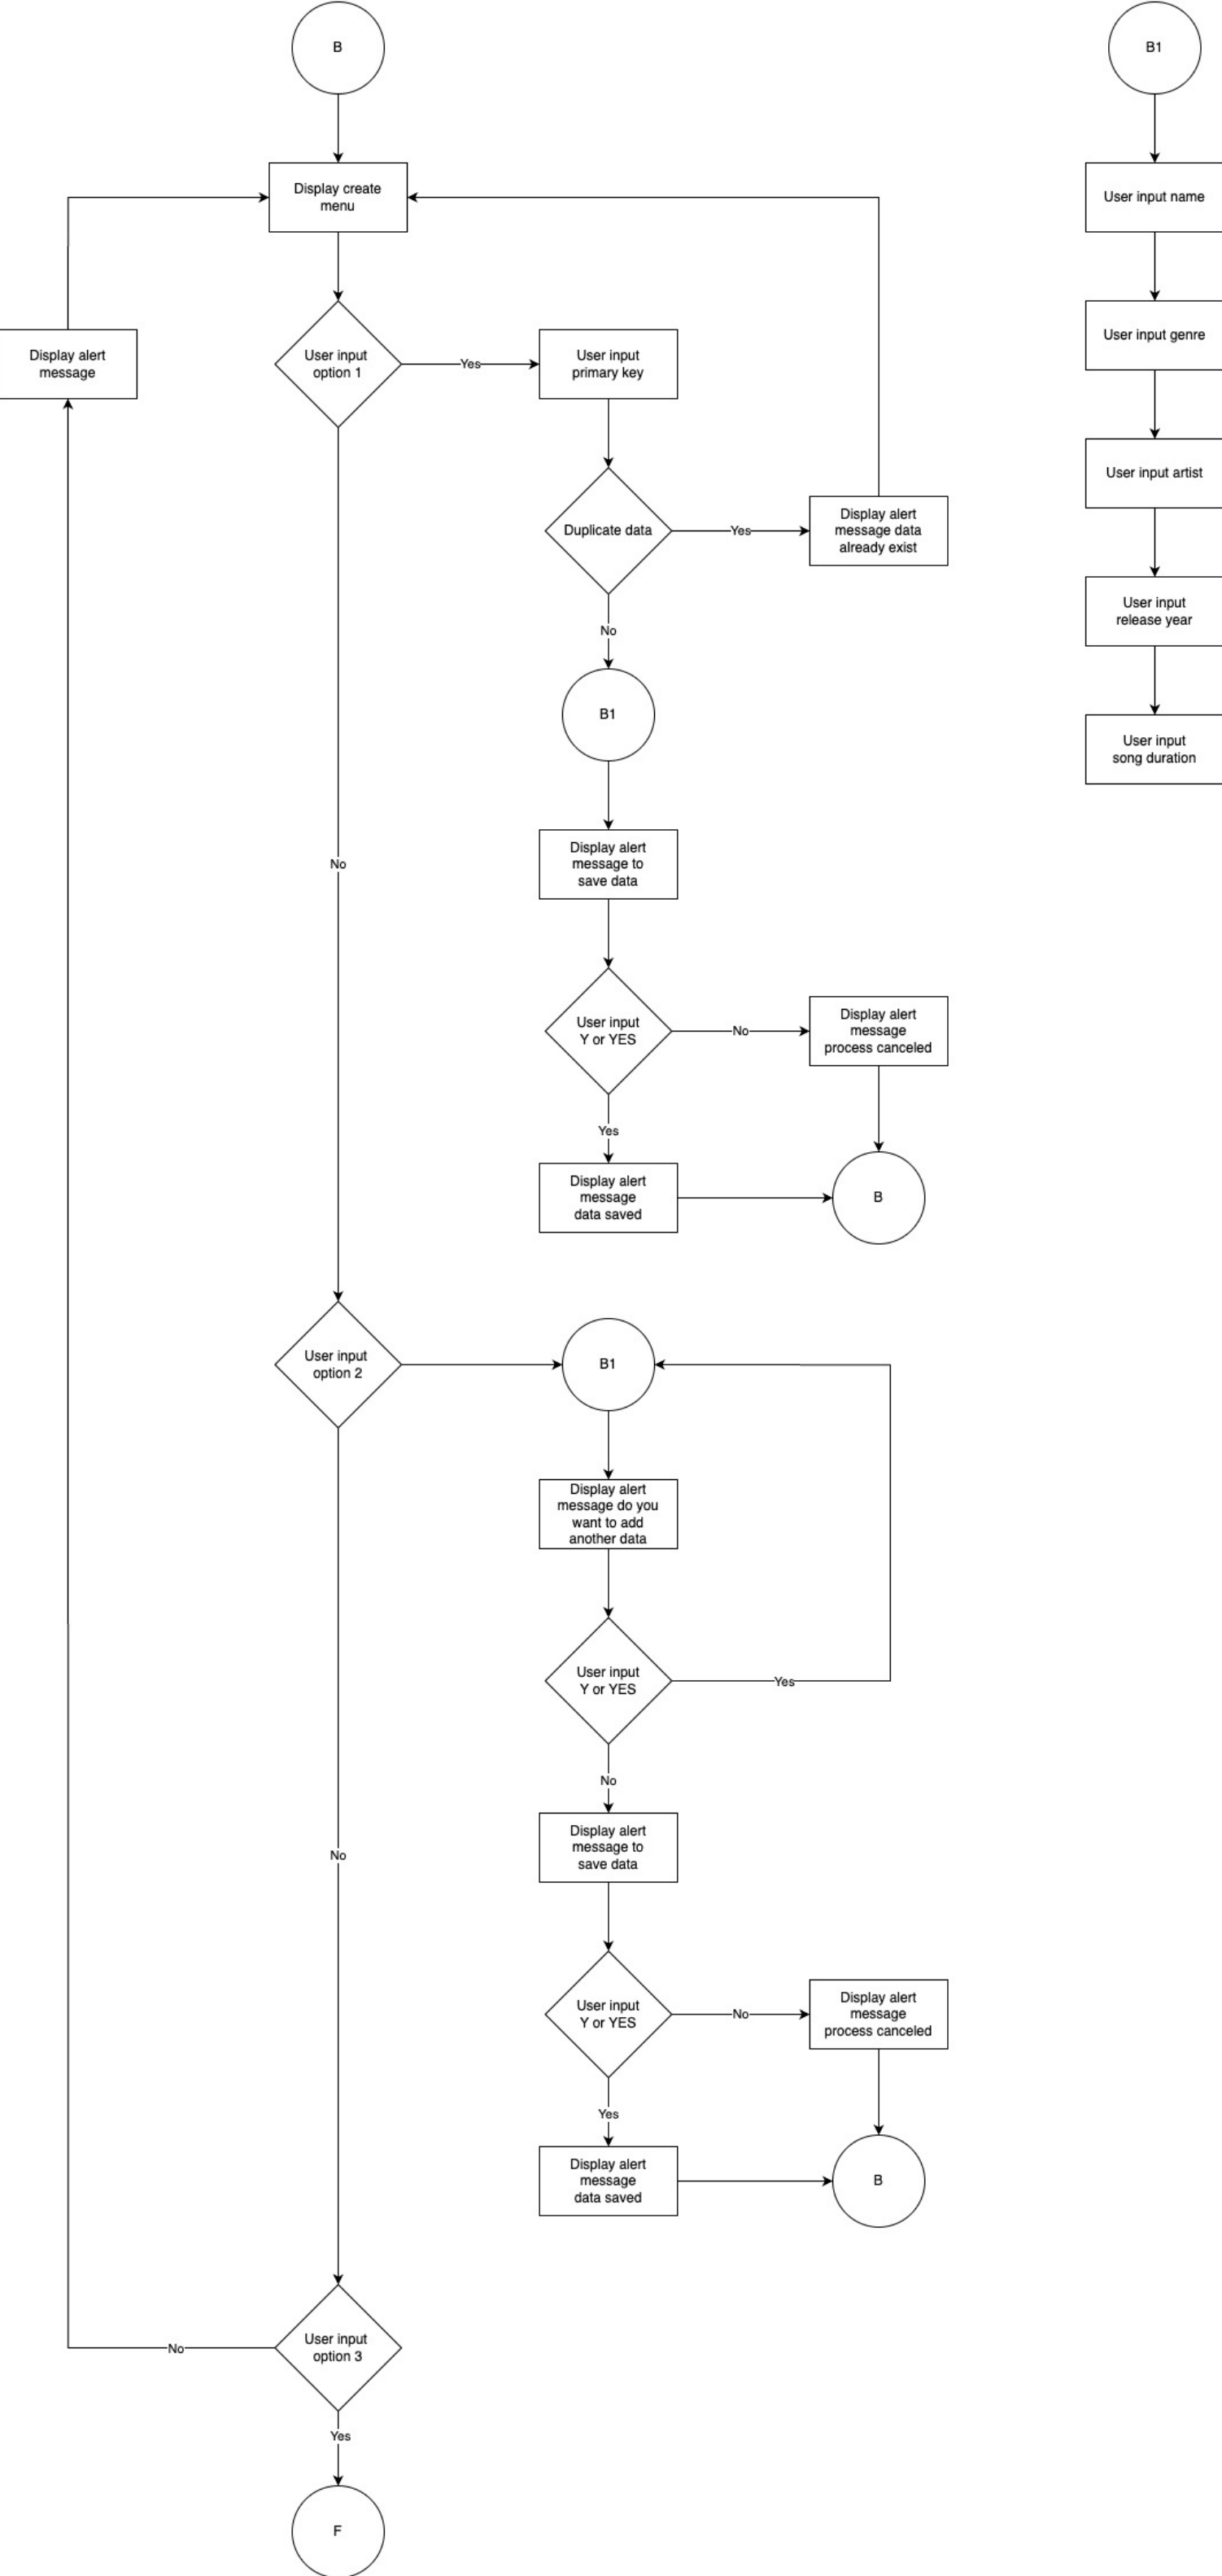 B
Display create
menu
Display alert
message
User input
option 1
Yes
User input
primary key
Duplicate data
Yes
Display alert
message data
already exist
No
B1
Display alert
message to
save data
User input
Y or YES
No
Display alert
message
process canceled
Yes
Display alert
message
data saved
B
No
User input
option 2
B1
Display alert
message do you
want to add
another data
User input
Y or YES
Yes
No
Display alert
message to
save data
User input
Y or YES
No
Display alert
message
process canceled
Yes
Display alert
message
data saved
B
No
User input
option 3
No
Yes
F
B1
User input name
User input genre
User input artist
User input
release year
User input
song duration